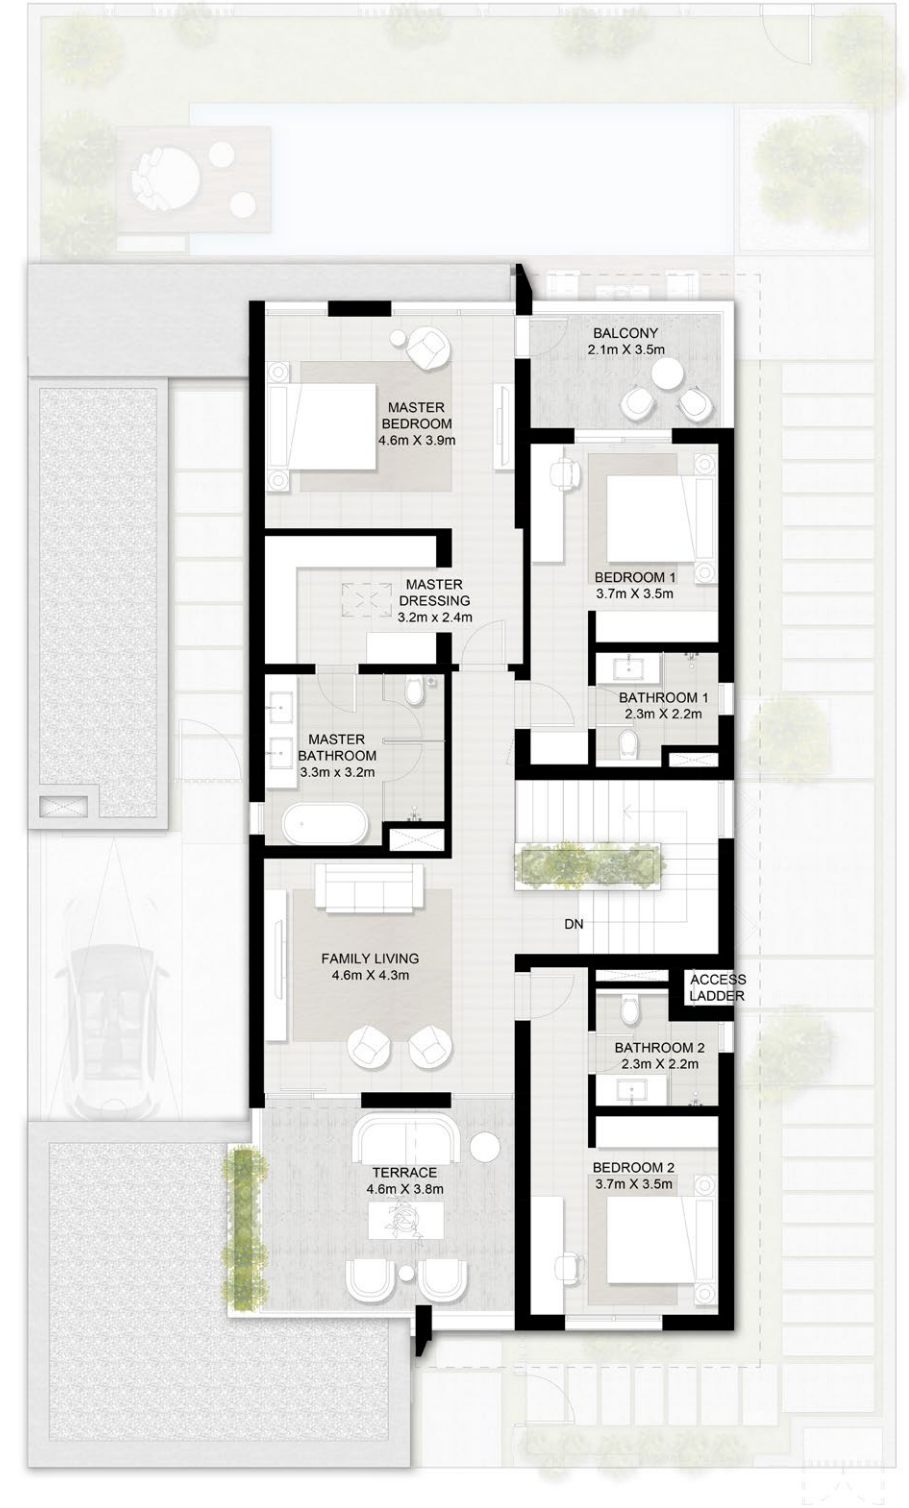 BALCONY
2.1m X 3.5m
MASTER
BEDROOM
4.6m X 3.9m
BEDROOM 1
3.7m X 3.5m
MASTER
DRESSING
3.2m x 2.4m
BATHROOM 1
2.3m X 2.2m
MASTER
BATHROOM
3.3m x 3.2m
DN
FAMILY LIVING
4.6m X 4.3m
ACCESS
LADDER
BATHROOM 2
2.3m X 2.2m
TERRACE
4.6m X 3.8m
BEDROOM 2
3.7m X 3.5m